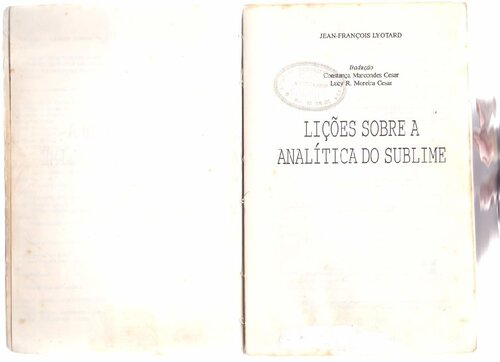 JEAN-FRANÇOIS LYOTARD
Tradução
Constança Marcondes Cesar
Lucy R. Moreira Cesar
LIÇÕES SOBRE A
ANALÍTICA DO SUBLIME